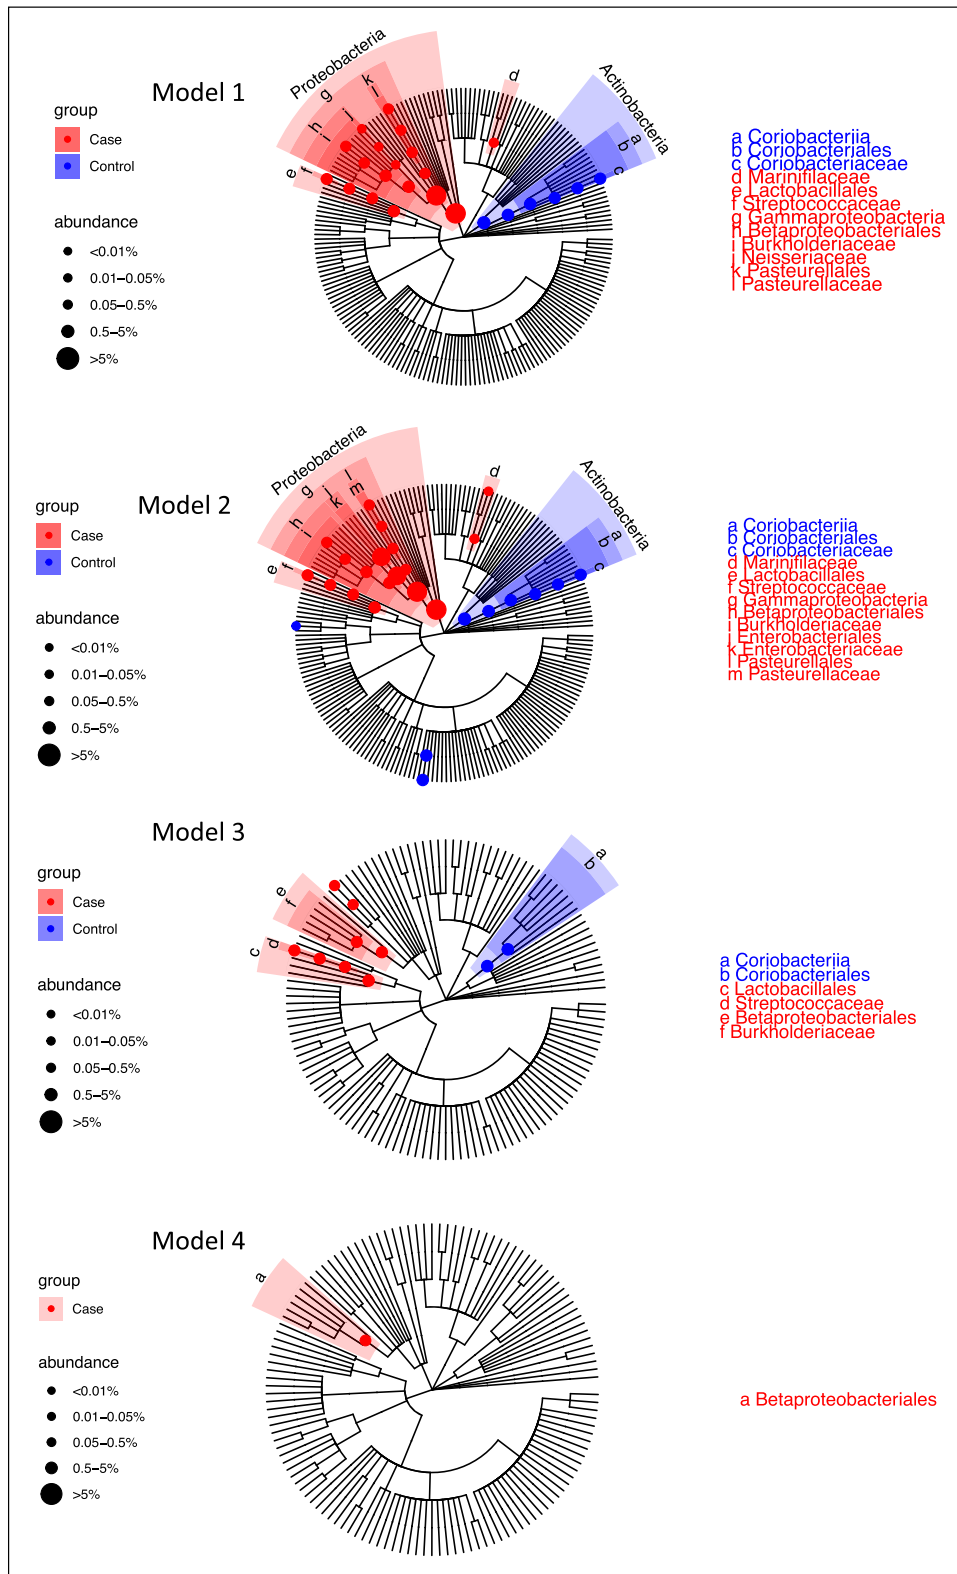 Model 1
group
Case
Control
abundance
<0.01%
0.01–0.05%
0.05–0.5%
0.5–5%
>5%
Proteobacteria
Actinobacteria
k
l
g
j
h
i
e
f
d
a
b
c
a Coriobacteriia
b Coriobacteriales
c Coriobacteriaceae
d Marinifilaceae
e Lactobacillales
f Streptococcaceae
g Gammaproteobacteria
h Betaproteobacteriales
i Burkholderiaceae
j Neisseriaceae
k Pasteurellales
l Pasteurellaceae
Model 2
group
Case
Control
abundance
<0.01%
0.01–0.05%
0.05–0.5%
0.5–5%
>5%
Proteobacteria
Actinobacteria
l
m
g
j
k
h
i
e
f
d
a
b
c
a Coriobacteriia
b Coriobacteriales
c Coriobacteriaceae
d Marinifilaceae
e Lactobacillales
f Streptococcaceae
g Gammaproteobacteria
h Betaproteobacteriales
i Burkholderiaceae
j Enterobacteriales
k Enterobacteriaceae
l Pasteurellales
m Pasteurellaceae
Model 3
group
Case
Control
abundance
<0.01%
0.01–0.05%
0.05–0.5%
0.5–5%
>5%
a
b
e
f
c
d
a Coriobacteriia
b Coriobacteriales
c Lactobacillales
d Streptococcaceae
e Betaproteobacteriales
f Burkholderiaceae
Model 4
group
Case
abundance
<0.01%
0.01–0.05%
0.05–0.5%
0.5–5%
>5%
a
a Betaproteobacteriales